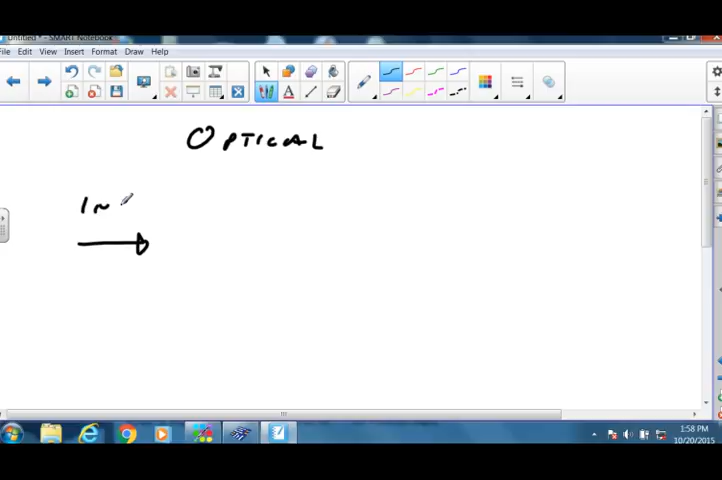 Untitled * - SMART Notebook
File Edit View Insert Format Draw Help
OPTICAL
IN
1:58 PM
10/20/2015